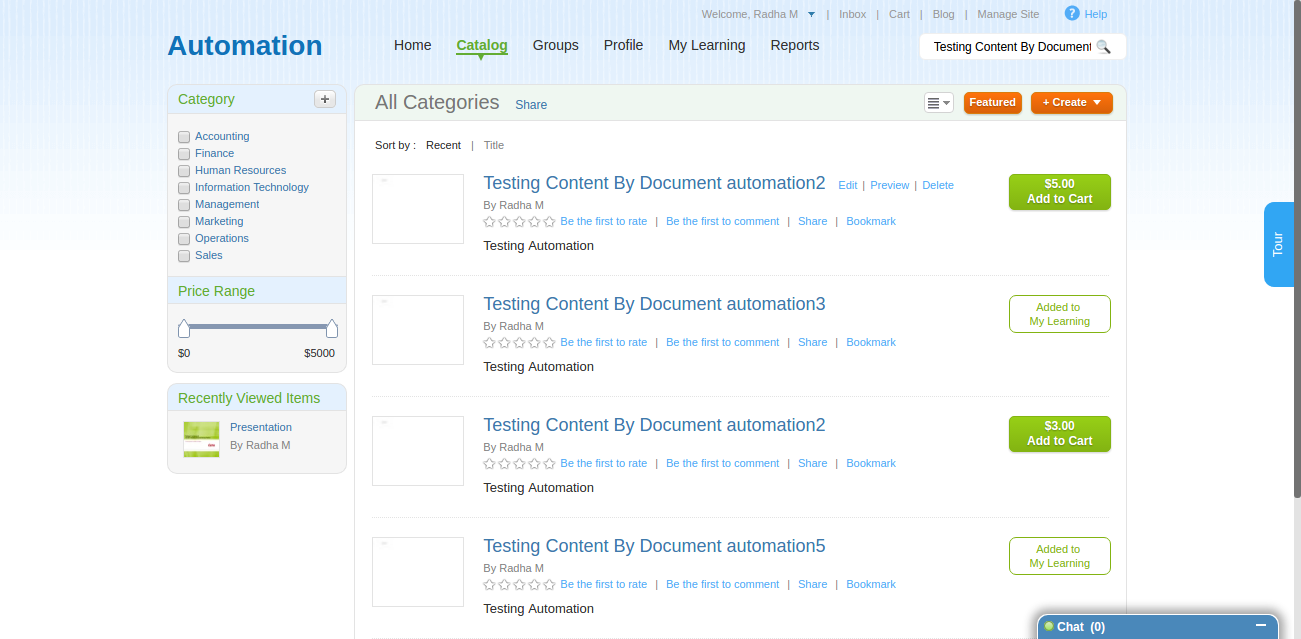 Welcome, Radha M | Inbox | Cart | Blog | Manage Site ? Help
Automation
Home Catalog Groups Profile My Learning Reports
Testing Content By Document
Category +
Accounting
Finance
Human Resources
Information Technology
Management
Marketing
Operations
Sales
Price Range
$0 $5000
Recently Viewed Items
Presentation
By Radha M
All Categories Share
Featured + Create
Sort by : Recent | Title
Testing Content By Document automation2 Edit | Preview | Delete
By Radha M
Be the first to rate | Be the first to comment | Share | Bookmark
Testing Automation
$5.00
Add to Cart
Testing Content By Document automation3
By Radha M
Be the first to rate | Be the first to comment | Share | Bookmark
Testing Automation
Added to
My Learning
Testing Content By Document automation2
By Radha M
Be the first to rate | Be the first to comment | Share | Bookmark
Testing Automation
$3.00
Add to Cart
Testing Content By Document automation5
By Radha M
Be the first to rate | Be the first to comment | Share | Bookmark
Testing Automation
Added to
My Learning
Tour
Chat (0)